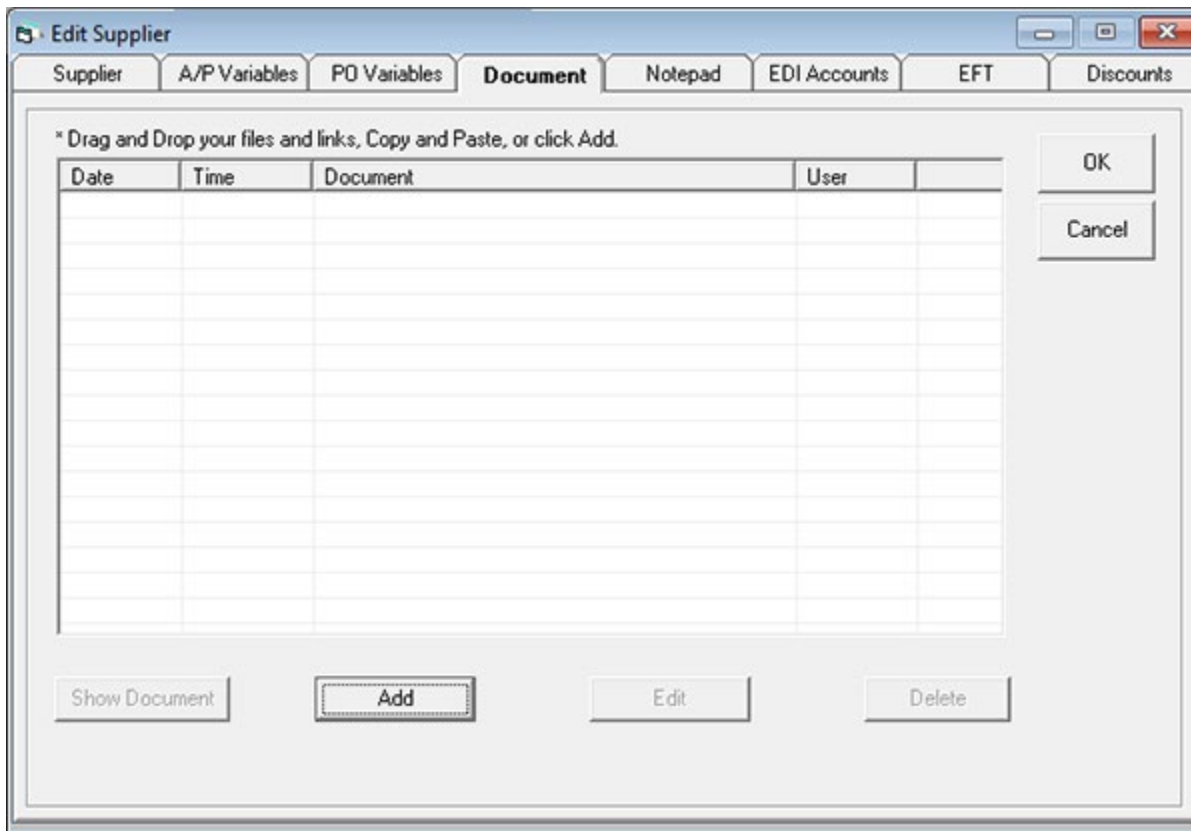 Edit Supplier
Supplier A/P Variables PO Variables Document Notepad EDI Accounts EFT Discounts
* Drag and Drop your files and links, Copy and Paste, or click Add.
Date Time Document User
OK
Cancel
Show Document Add Edit Delete